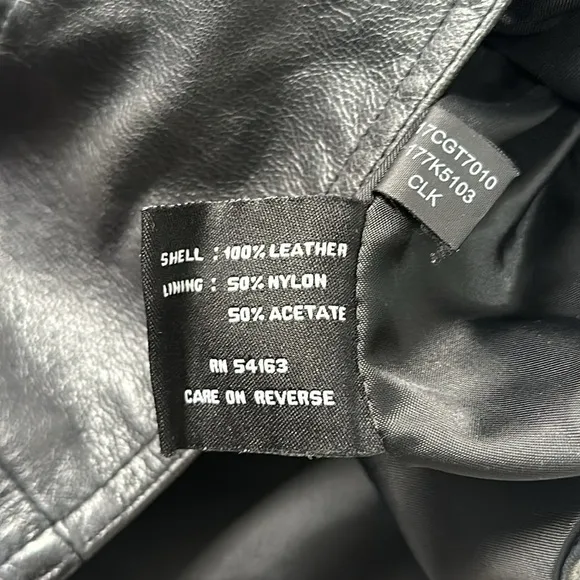 SHELL : 100% LEATHER
LINING : 50% NYLON
50% ACETATE
RN 54163
CARE ON REVERSE
7CGT7010
177K5103
CLK